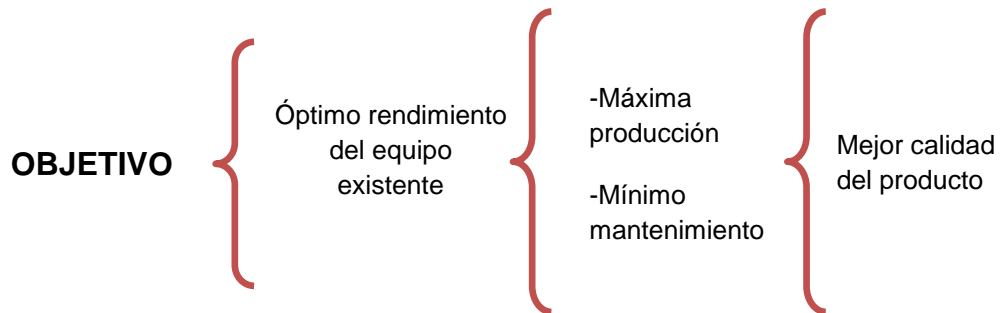 OBJETIVO
Óptimo rendimiento
del equipo
existente
-Máxima
producción
-Mínimo
mantenimiento
Mejor calidad
del producto